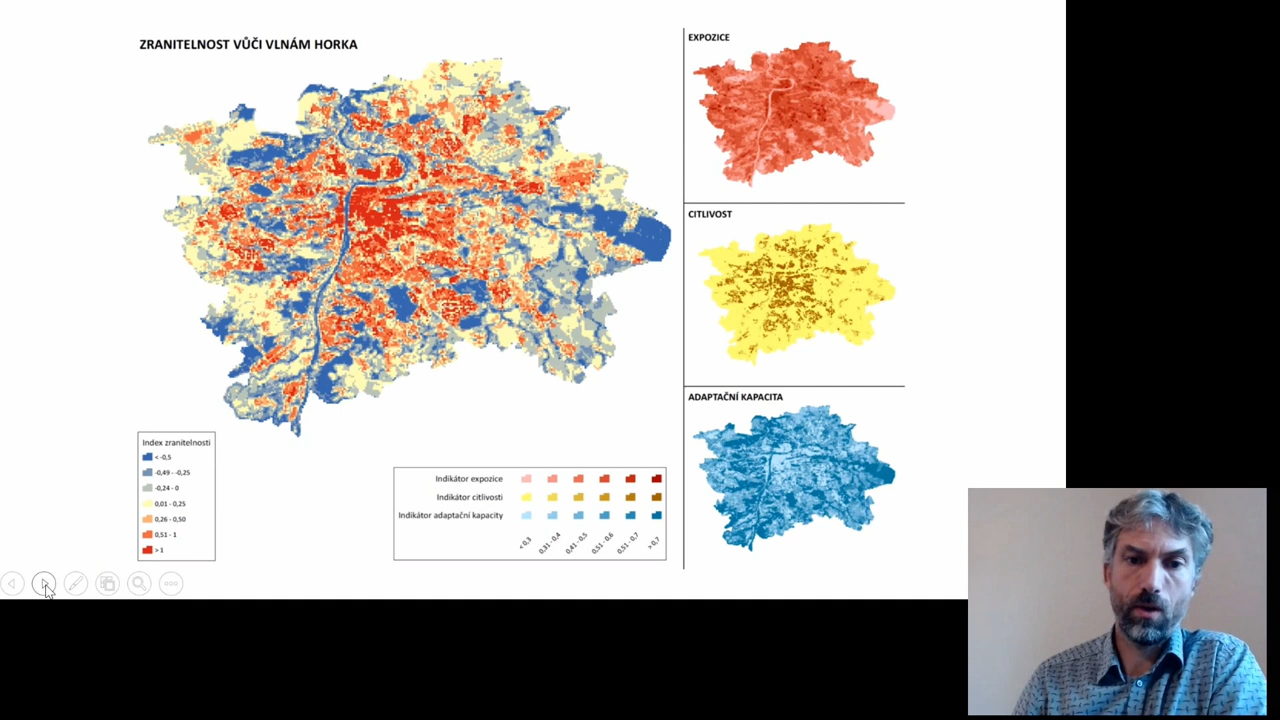 ZRANITELNOST VŮČI VLNÁM HORKA
Index zranitelnosti
< -0,5
-0,49 - -0,25
-0,24 - 0
0,01 - 0,25
0,26 - 0,50
0,51 - 1
> 1
Indikátor expozice
Indikátor citlivosti
Indikátor adaptační kapacity
< 0,3
0,31 - 0,4
0,41 - 0,5
0,51 - 0,6
0,51 - 0,7
> 0,7
EXPOZICE
CITLIVOST
ADAPTAČNÍ KAPACITA